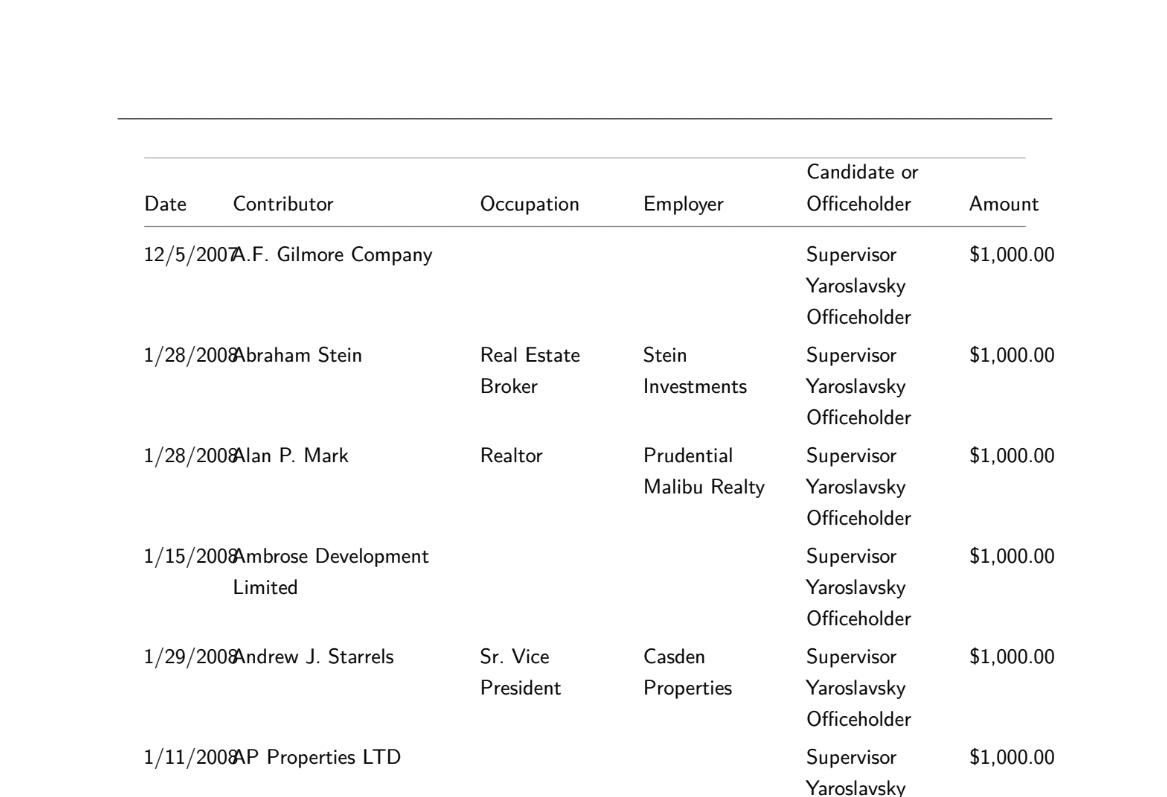 Candidate or
Date Contributor Occupation Employer Officeholder Amount
12/5/2007 A.F. Gilmore Company Supervisor $1,000.00
Yaroslavsky
Officeholder
1/28/2008 Abraham Stein Real Estate Stein Supervisor $1,000.00
Broker Investments Yaroslavsky
Officeholder
1/28/2008 Alan P. Mark Realtor Prudential Supervisor $1,000.00
Malibu Realty Yaroslavsky
Officeholder
1/15/2008 Ambrose Development Supervisor $1,000.00
Limited Yaroslavsky
Officeholder
1/29/2008 Andrew J. Starrels Sr. Vice Casden Supervisor $1,000.00
President Properties Yaroslavsky
Officeholder
1/11/2008 AP Properties LTD Supervisor $1,000.00
Yaroslavsky